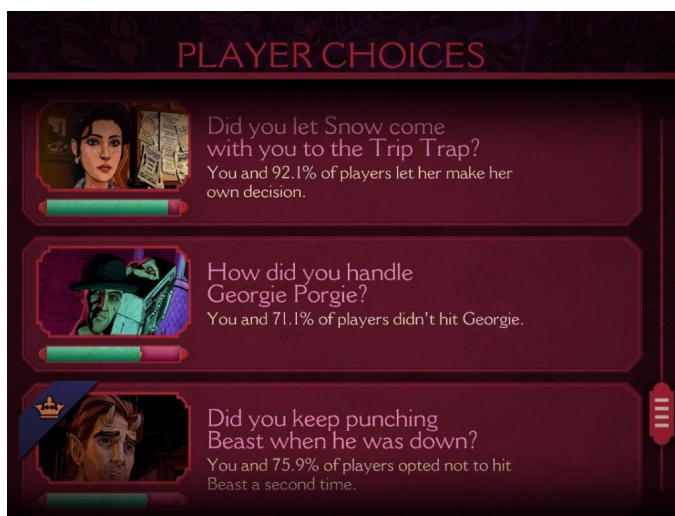 PLAYER CHOICES
Did you let Snow come
with you to the Trip Trap?
You and 92.1% of players let her make her
own decision.
How did you handle
Georgie Porgie?
You and 71.1% of players didn't hit Georgie.
Did you keep punching
Beast when he was down?
You and 75.9% of players opted not to hit
Beast a second time.